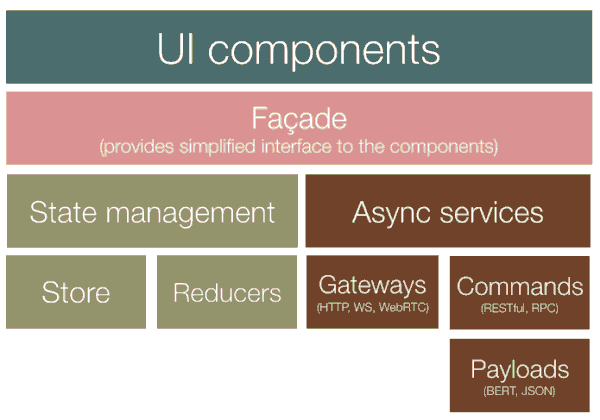 UI components
Façade
(provides simplified interface to the components)
State management
Async services
Store
Reducers
Gateways
(HTTP, WS, WebRTC)
Commands
(RESTful, RPC)
Payloads
(BERT, JSON)